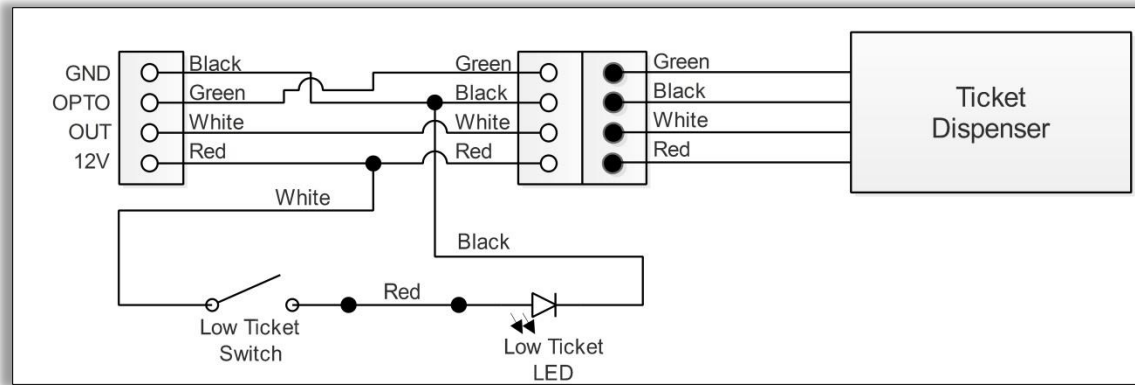 GND Black Green Green
OPTO Green Black Black
OUT White White White
12V Red Red Red
Ticket
Dispenser
White
Black
Red
Low Ticket
Switch
Low Ticket
LED